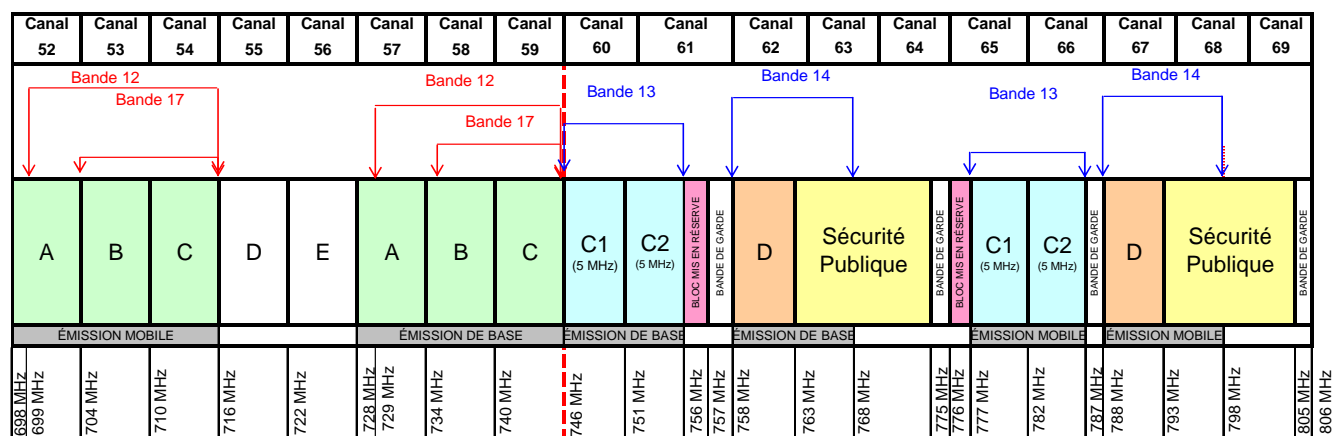 Canal 52
Canal 53
Canal 54
Canal 55
Canal 56
Canal 57
Canal 58
Canal 59
Canal 60
Canal 61
Canal 62
Canal 63
Canal 64
Canal 65
Canal 66
Canal 67
Canal 68
Canal 69
Bande 12
Bande 17
Bande 12
Bande 17
Bande 13
Bande 14
Bande 13
Bande 14
A
B
C
D
E
A
B
C
C1
(5 MHz)
C2
(5 MHz)
BLOC MIS EN RÉSERVE
BANDE DE GARDE
D
Sécurité
Publique
BANDE DE GARDE
BLOC MIS EN RÉSERVE
C1
(5 MHz)
C2
(5 MHz)
BANDE DE GARDE
D
Sécurité
Publique
BANDE DE GARDE
ÉMISSION MOBILE
ÉMISSION DE BASE
ÉMISSION DE BASE
ÉMISSION DE BASE
ÉMISSION MOBILE
ÉMISSION MOBILE
698 MHz
699 MHz
704 MHz
710 MHz
716 MHz
722 MHz
728 MHz
729 MHz
734 MHz
740 MHz
746 MHz
751 MHz
756 MHz
757 MHz
758 MHz
763 MHz
768 MHz
775 MHz
776 MHz
777 MHz
782 MHz
787 MHz
788 MHz
793 MHz
798 MHz
805 MHz
806 MHz